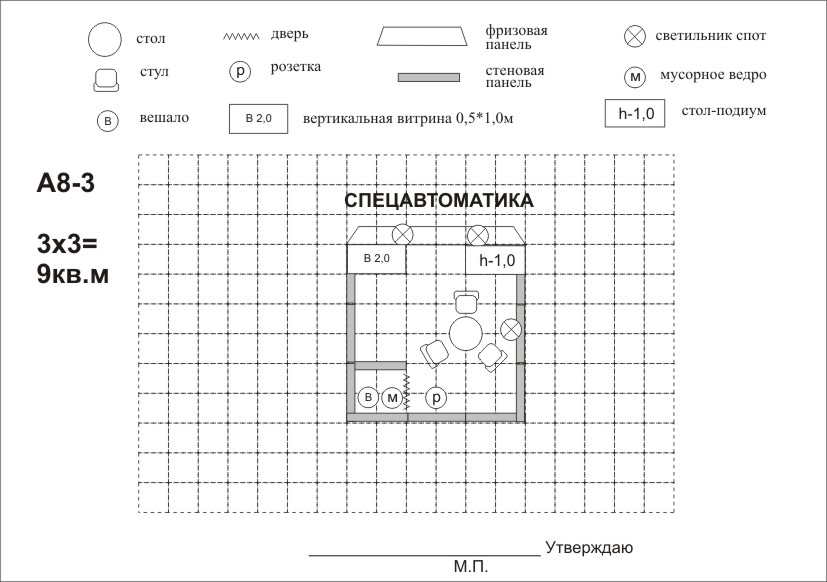 стол
дверь
фризовая
панель
светильник спот
стул
р
розетка
стеновая
панель
м
мусорное ведро
В
вешало
В 2,0
вертикальная витрина 0,5*1,0м
h-1,0
стол-подиум
А8-3
3х3=
9кв.м
СПЕЦАВТОМАТИКА
В 2,0
h-1,0
В
м
р
Утверждаю
М.П.